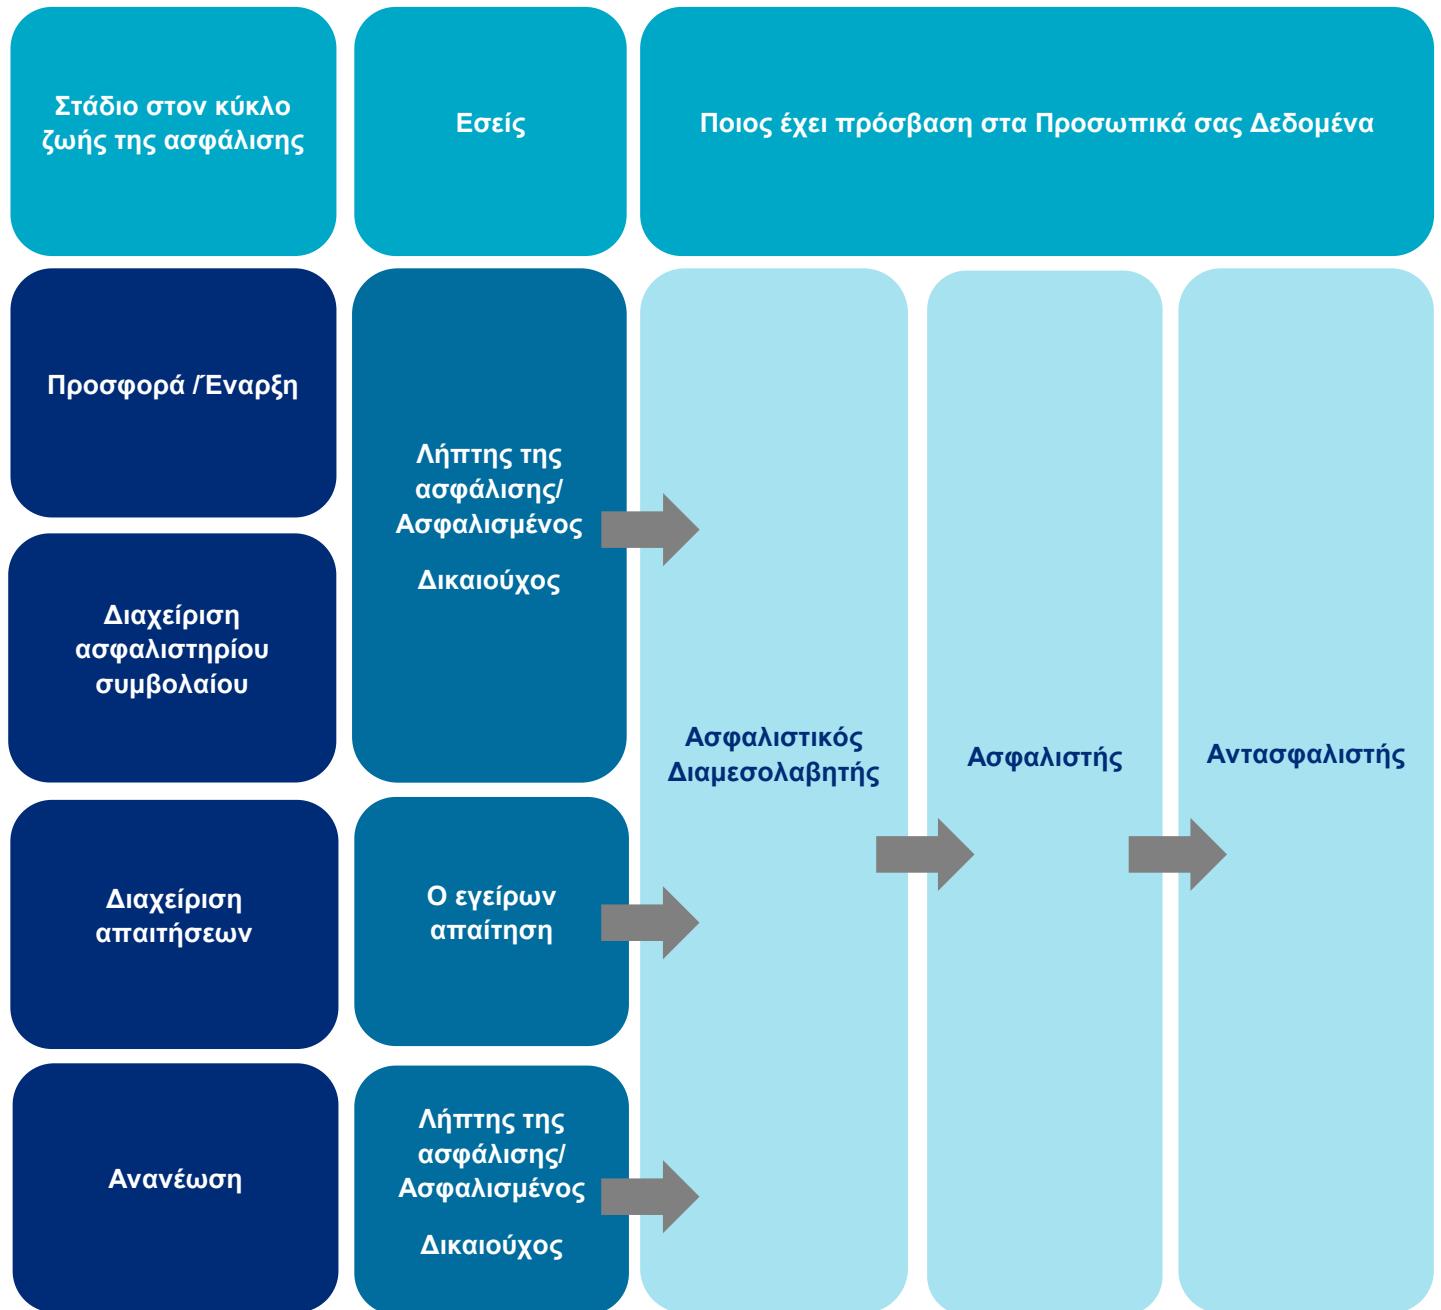 Στάδιο στον κύκλο
ζωής της ασφάλισης
Εσείς
Ποιος έχει πρόσβαση στα Προσωπικά σας Δεδομένα
Προσφορά /Έναρξη
Λήπτης της
ασφάλισης/
Ασφαλισμένος
Δικαιούχος
Διαχείριση
ασφαλιστηρίου
συμβολαίου
Ασφαλιστικός
Διαμεσολαβητής
Ασφαλιστής
Αντασφαλιστής
Διαχείριση
απαιτήσεων
Ο εγείρων
απαίτηση
Ανανέωση
Λήπτης της
ασφάλισης/
Ασφαλισμένος
Δικαιούχος